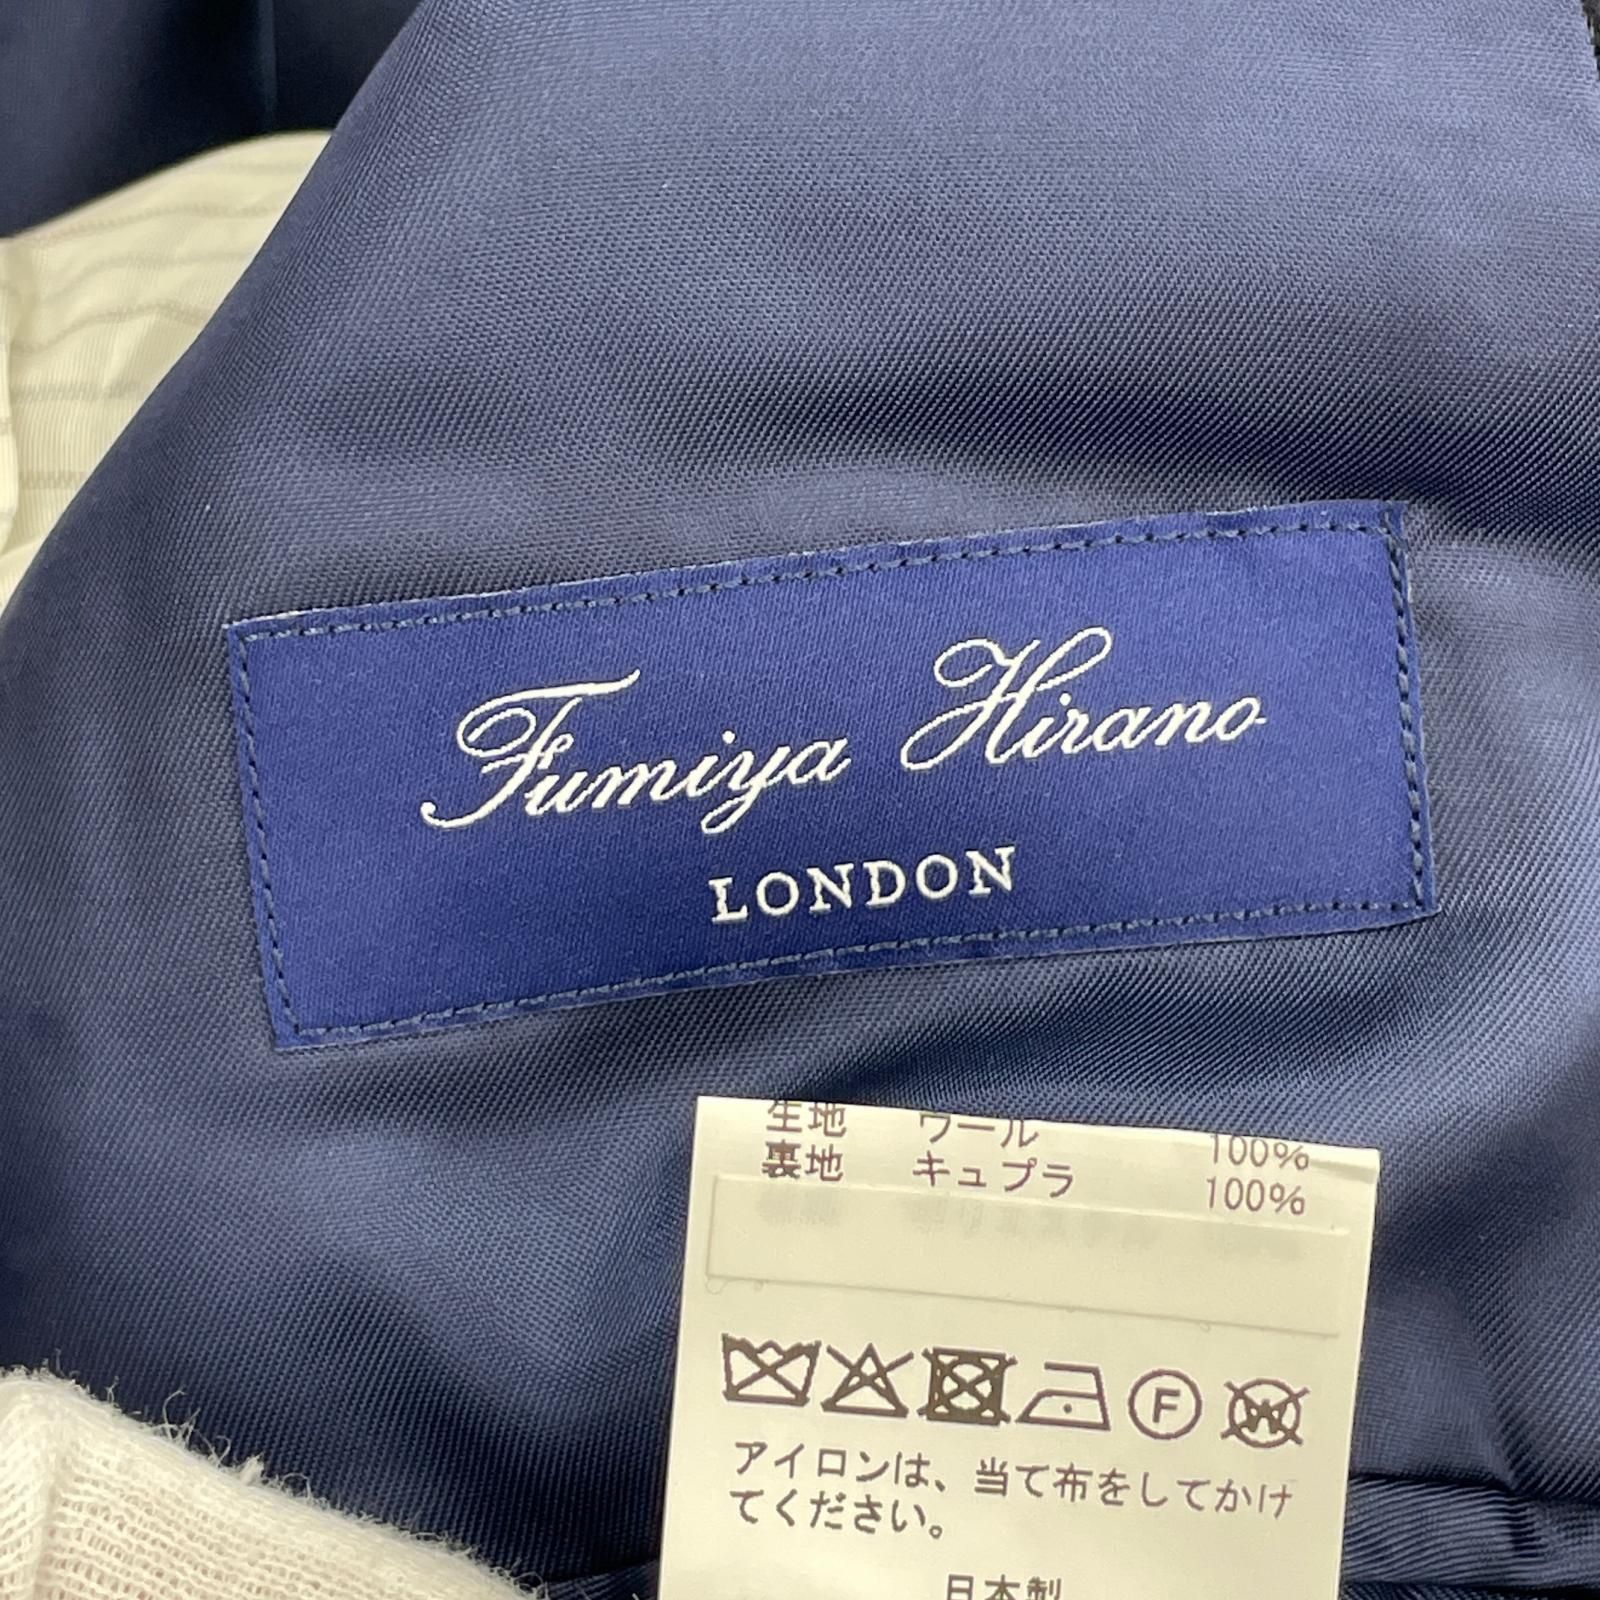 Fumiya Hirano
LONDON
生地 ウール 100%
裏地 キュプラ 100%
F
W
アイロンは、当て布をしてかけ
てください。
日本製